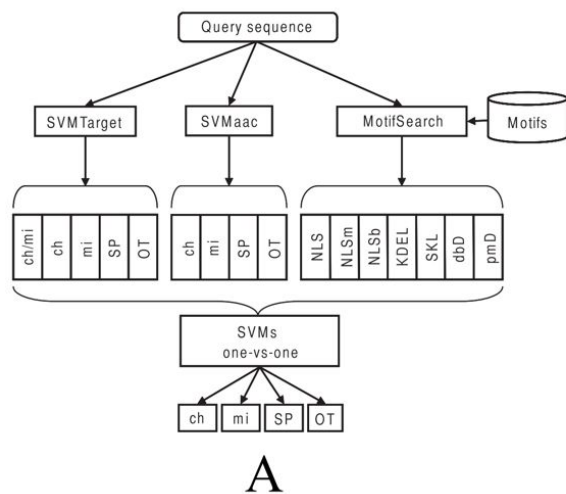 Query sequence
SVMTarget
SVMaac
MotifSearch
Motifs
ch/mi
ch
mi
SP
OT
ch
mi
SP
OT
NLS
NLSm
NLSb
KDEL
SKL
dbD
pmD
SVMs
one-vs-one
ch
mi
SP
OT
A